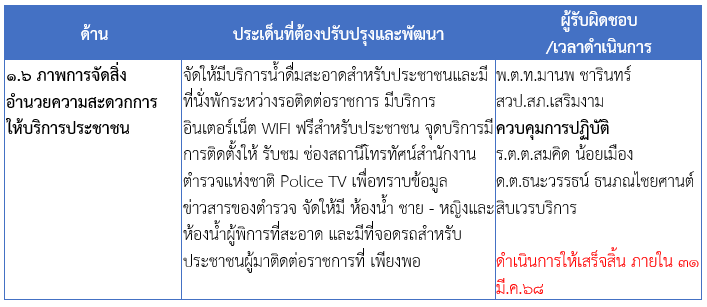 ด้าน
ประเด็นที่ต้องปรับปรุงและพัฒนา
ผู้รับผิดชอบ
/เวลาดำเนินการ
๑.๖ ภาพการจัดสิ่ง
อำนวยความสะดวกการ
ให้บริการประชาชน
จัดให้มีบริการน้ำดื่มสะอาดสำหรับประชาชนและมี
ที่นั่งพักระหว่างรอติดต่อราชการ มีบริการ
อินเตอร์เน็ต WIFI ฟรีสำหรับประชาชน จุดบริการมี
การติดตั้งให้ รับชม ช่องสถานีโทรทัศน์สำนักงาน
ตำรวจแห่งชาติ Police TV เพื่อทราบข้อมูล
ข่าวสารของตำรวจ จัดให้มี ห้องน้ำ ชาย - หญิงและ
ห้องน้ำผู้พิการที่สะอาด และมีที่จอดรถสำหรับ
ประชาชนผู้มาติดต่อราชการที่ เพียงพอ
พ.ต.ท.มานพ ชารินทร์
สวป.สภ.เสริมงาม
ควบคุมการปฏิบัติ
ร.ต.ต.สมคิด น้อยเมือง
ด.ต.ธนะวรรธน์ ธนภณไชยศานต์
สิบเวรบริการ
ดำเนินการให้เสร็จสิ้น ภายใน ๓๑
มี.ค.๖๘